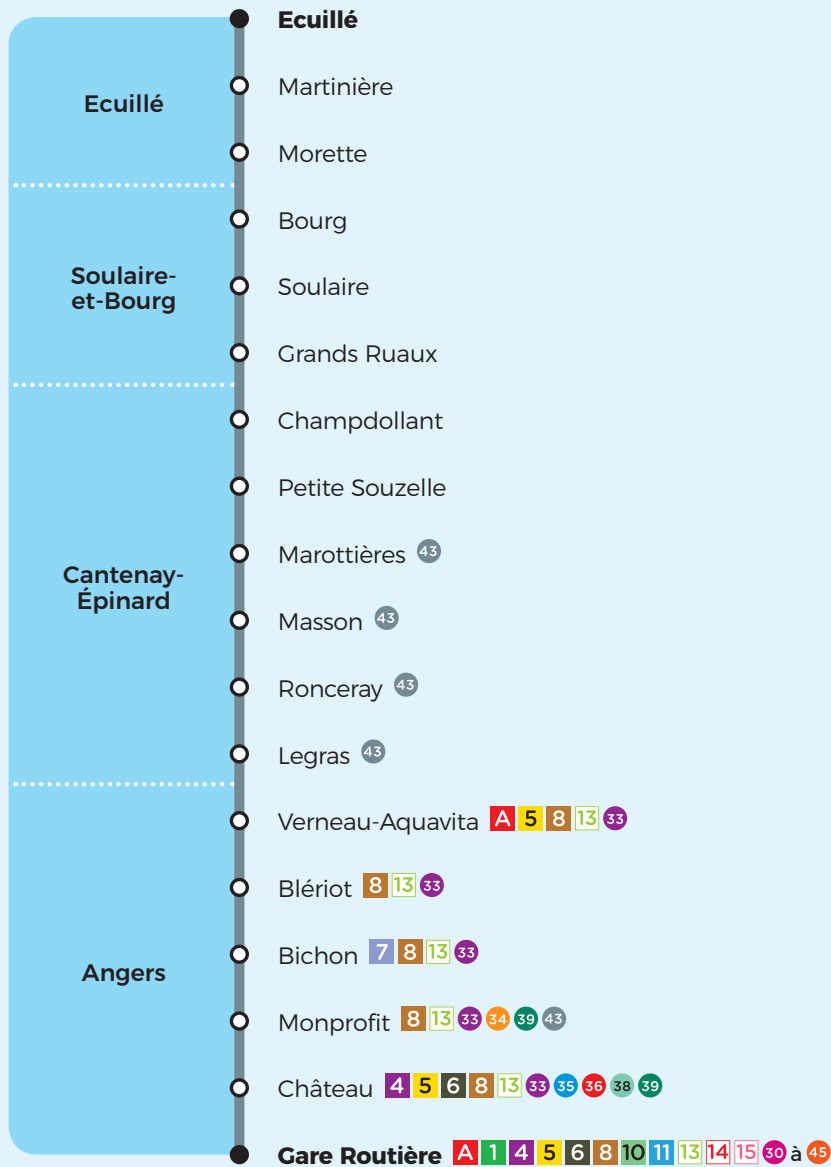 Ecuillé
Ecuillé
Martinière
Morette
Soulaire-
et-Bourg
Bourg
Soulaire
Grands Ruaux
Cantenay-
Épinard
Champdollant
Petite Souzelle
Marottières 43
Masson 43
Ronceray 43
Legras 43
Angers
Verneau-Aquavita A 5 8 13 33
Blériot 8 13 33
Bichon 7 8 13 33
Monprofit 8 13 33 34 39 43
Château 4 5 6 8 13 33 35 36 38 39
Gare Routière A 1 4 5 6 8 10 11 13 14 15 30 à 45